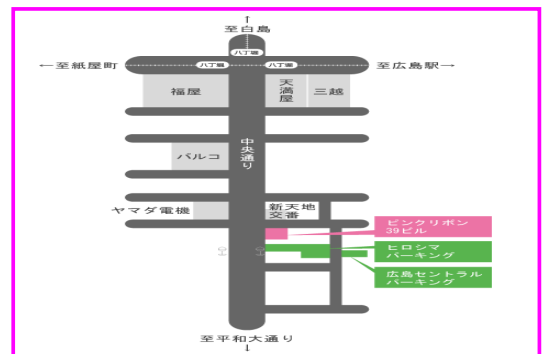 ↑
至白島
八丁堀
←至紙屋町
八丁堀
八丁堀
至広島駅→
福屋
天満屋
三越
中央通り
パルコ
ヤマダ電機
新天地
交番
ピンクリボン
39ビル
ヒロシマ
パーキング
広島セントラル
パーキング
至平和大通り
↓